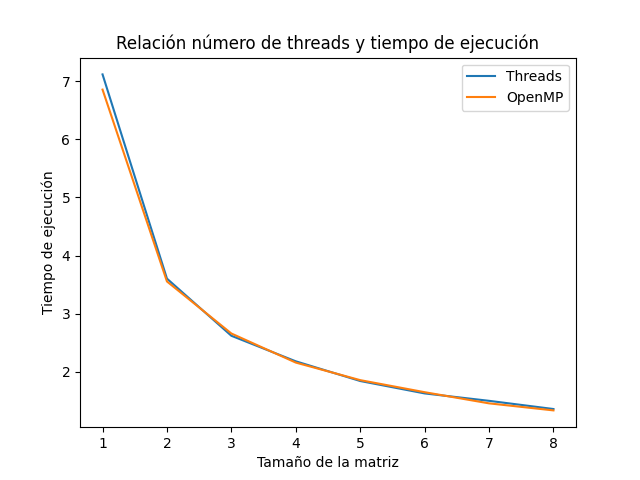 Relación número de threads y tiempo de ejecución
Threads
OpenMP
Tiempo de ejecución
7
6
5
4
3
2
1 2 3 4 5 6 7 8
Tamaño de la matriz